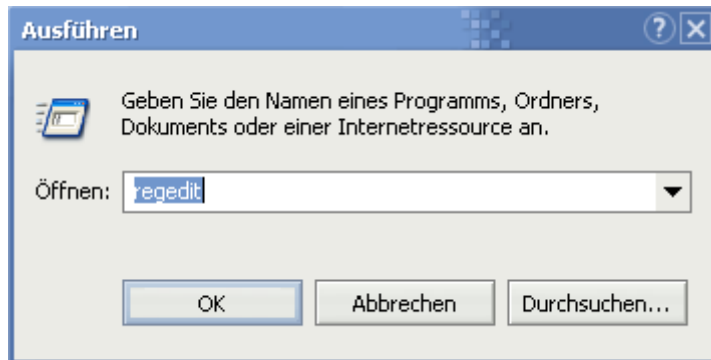 Ausführen
Geben Sie den Namen eines Programms, Ordners,
Dokuments oder einer Internetressource an.
Öffnen: regedit
OK Abbrechen Durchsuchen...